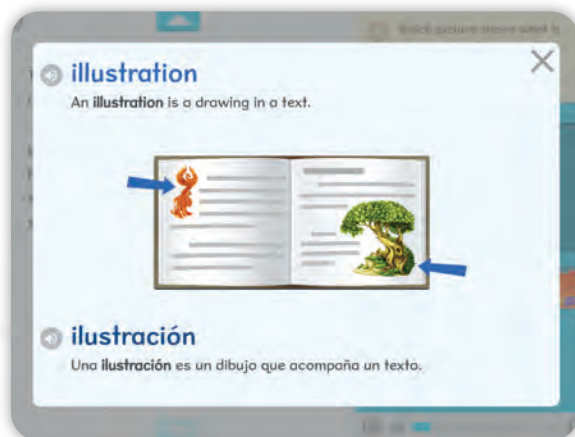 illustration
An illustration is a drawing in a text.
ilustración
Una ilustración es un dibujo que acompaña un texto.